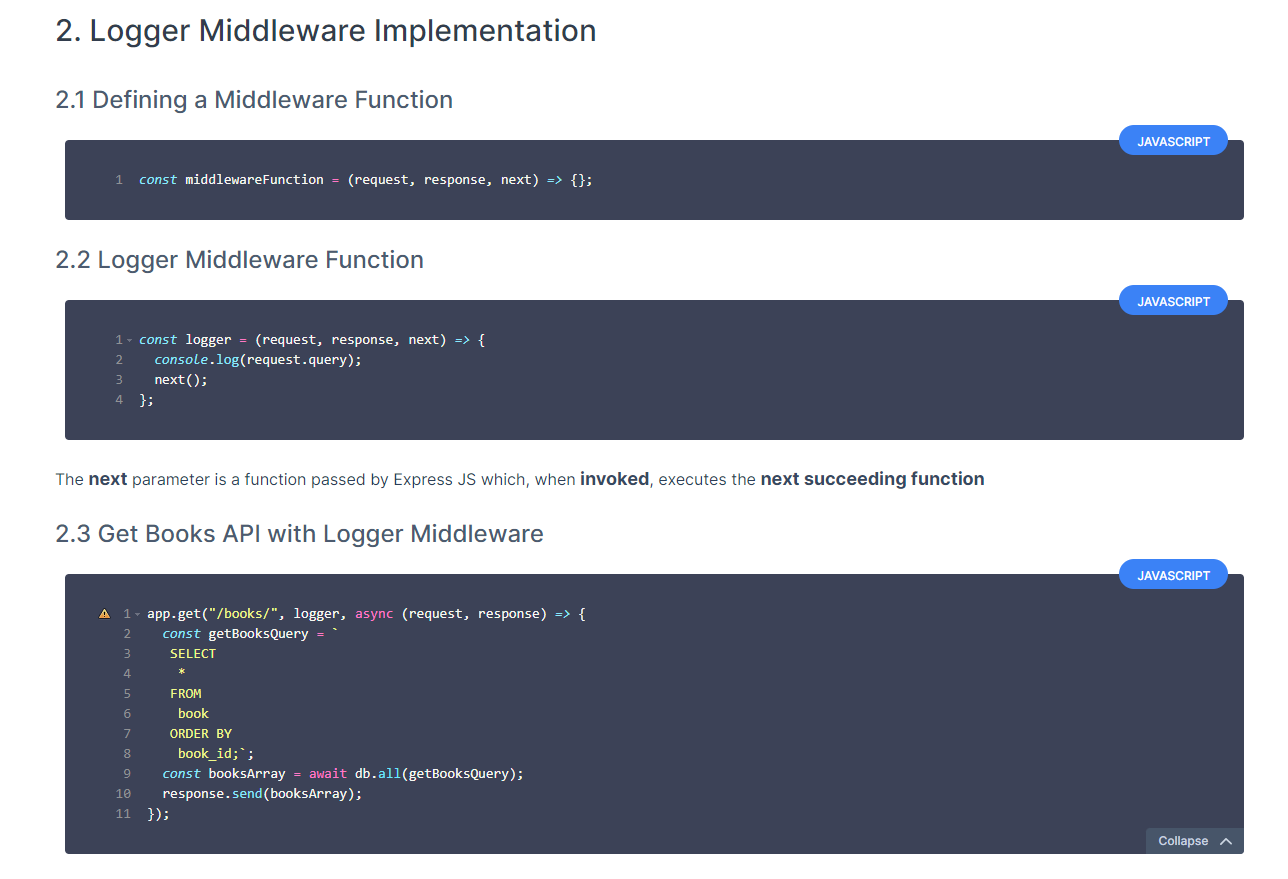 2. Logger Middleware Implementation
2.1 Defining a Middleware Function
JAVASCRIPT
1 const middlewareFunction = (request, response, next) => {};
2.2 Logger Middleware Function
JAVASCRIPT
1 const logger = (request, response, next) => {
2   console.log(request.query);
3   next();
4 };
The next parameter is a function passed by Express JS which, when invoked, executes the next succeeding function
2.3 Get Books API with Logger Middleware
JAVASCRIPT
1 app.get("/books/", logger, async (request, response) => {
2   const getBooksQuery = `
3    SELECT
4     *
5    FROM
6     book
7    ORDER BY
8     book_id;`;
9   const booksArray = await db.all(getBooksQuery);
10   response.send(booksArray);
11 });
Collapse